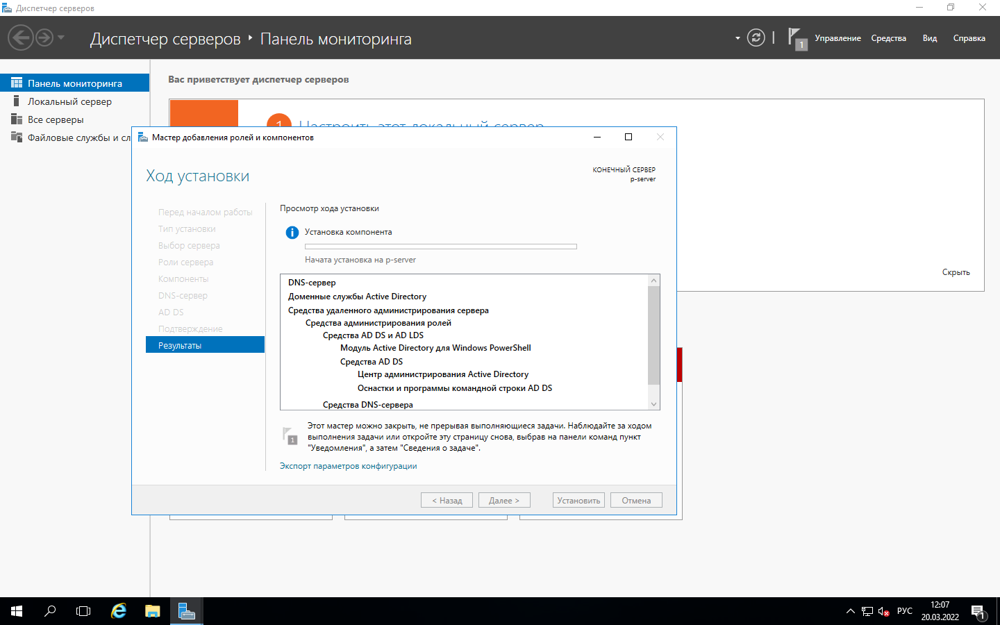 Диспетчер серверов
Диспетчер серверов ‣ Панель мониторинга
1
Управление
Средства
Вид
Справка
Панель мониторинга
Локальный сервер
Все серверы
Файловые службы и сл
Вас приветствует диспетчер серверов
1
Настроить этот локальный сервер
Скрыть
Мастер добавления ролей и компонентов
Ход установки
КОНЕЧНЫЙ СЕРВЕР
p-server
Перед началом работы
Тип установки
Выбор сервера
Роли сервера
Компоненты
DNS-сервер
AD DS
Подтверждение
Результаты
Просмотр хода установки
Установка компонента
Начата установка на p-server
DNS-сервер
Доменные службы Active Directory
Средства удаленного администрирования сервера
Средства администрирования ролей
Средства AD DS и AD LDS
Модуль Active Directory для Windows PowerShell
Средства AD DS
Центр администрирования Active Directory
Оснастки и программы командной строки AD DS
Средства DNS-сервера
1
Этот мастер можно закрыть, не прерывая выполняющиеся задачи. Наблюдайте за ходом
выполнения задачи или откройте эту страницу снова, выбрав на панели команд пункт
"Уведомления", а затем "Сведения о задаче".
Экспорт параметров конфигурации
< Назад
Далее >
Установить
Отмена
РУС
12:07
20.03.2022
1